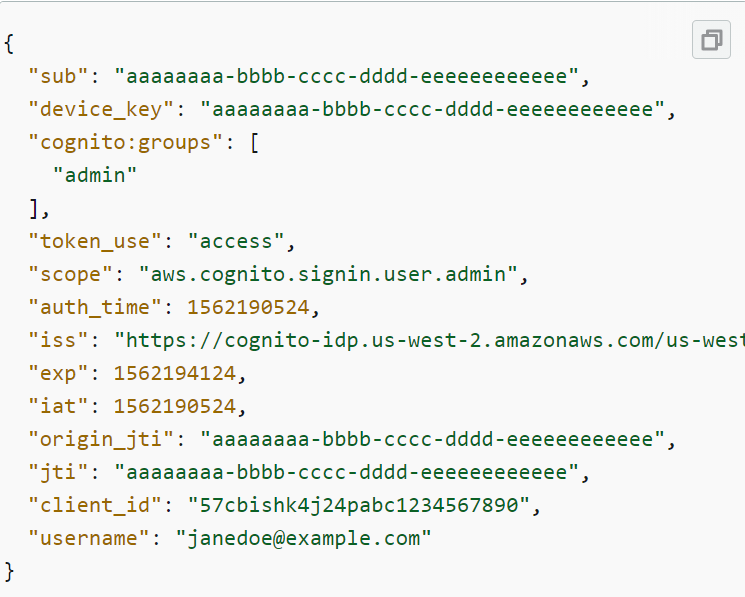 {
  "sub": "aaaaaaaa-bbbb-cccc-dddd-eeeeeeeeeeee",
  "device_key": "aaaaaaaa-bbbb-cccc-dddd-eeeeeeeeeeee",
  "cognito:groups": [
    "admin"
  ],
  "token_use": "access",
  "scope": "aws.cognito.signin.user.admin",
  "auth_time": 1562190524,
  "iss": "https://cognito-idp.us-west-2.amazonaws.com/us-west
  "exp": 1562194124,
  "iat": 1562190524,
  "origin_jti": "aaaaaaaa-bbbb-cccc-dddd-eeeeeeeeeeee",
  "jti": "aaaaaaaa-bbbb-cccc-dddd-eeeeeeeeeeee",
  "client_id": "57cbishk4j24pabc1234567890",
  "username": "janedoe@example.com"
}